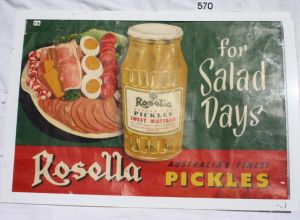 570
for
Salad
Days
Rosella
PICKLES
SWEET MUSTARD
Rosella
AUSTRALIA'S FINEST
PICKLES